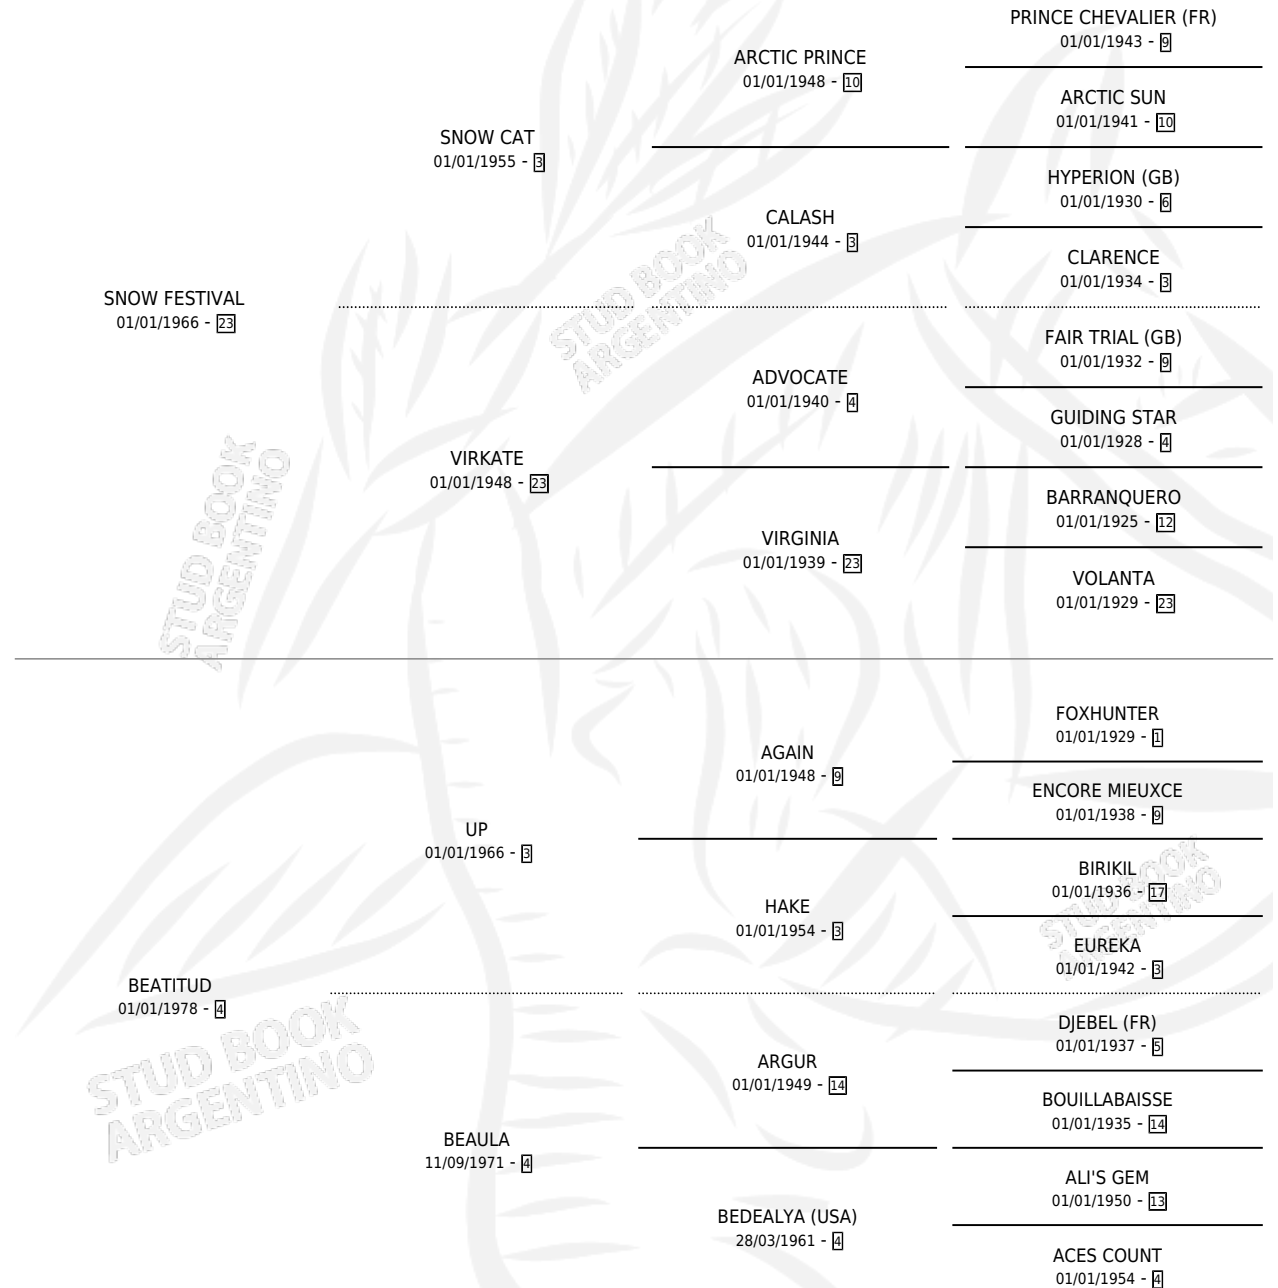 PRINCE CHEVALIER (FR)
01/01/1943 - 9
ARCTIC PRINCE
01/01/1948 - 10
ARCTIC SUN
01/01/1941 - 10
SNOW CAT
01/01/1955 - 3
HYPERION (GB)
01/01/1930 - 6
CALASH
01/01/1944 - 3
CLARENCE
01/01/1934 - 3
SNOW FESTIVAL
01/01/1966 - 23
STUD BOOK
ARGENTINO
FAIR TRIAL (GB)
01/01/1932 - 9
ADVOCATE
01/01/1940 - 4
GUIDING STAR
01/01/1928 - 4
VIRKATE
01/01/1948 - 23
STUD BOOK
ARGENTINO
BARRANQUERO
01/01/1925 - 12
VIRGINIA
01/01/1939 - 23
VOLANTA
01/01/1929 - 23
FOXHUNTER
01/01/1929 - 1
AGAIN
01/01/1948 - 9
ENCORE MIEUXCE
01/01/1938 - 9
UP
01/01/1966 - 3
BIRIKIL
01/01/1936 - 17
STUD BOOK
ARGENTINO
HAKE
01/01/1954 - 3
EUREKA
01/01/1942 - 3
BEATITUD
01/01/1978 - 4
STUD BOOK
ARGENTINO
DJEBEL (FR)
01/01/1937 - 5
ARGUR
01/01/1949 - 14
BOUILLABAISSE
01/01/1935 - 14
BEAULA
11/09/1971 - 4
ALI'S GEM
01/01/1950 - 13
BEDEALYA (USA)
28/03/1961 - 4
ACES COUNT
01/01/1954 - 4